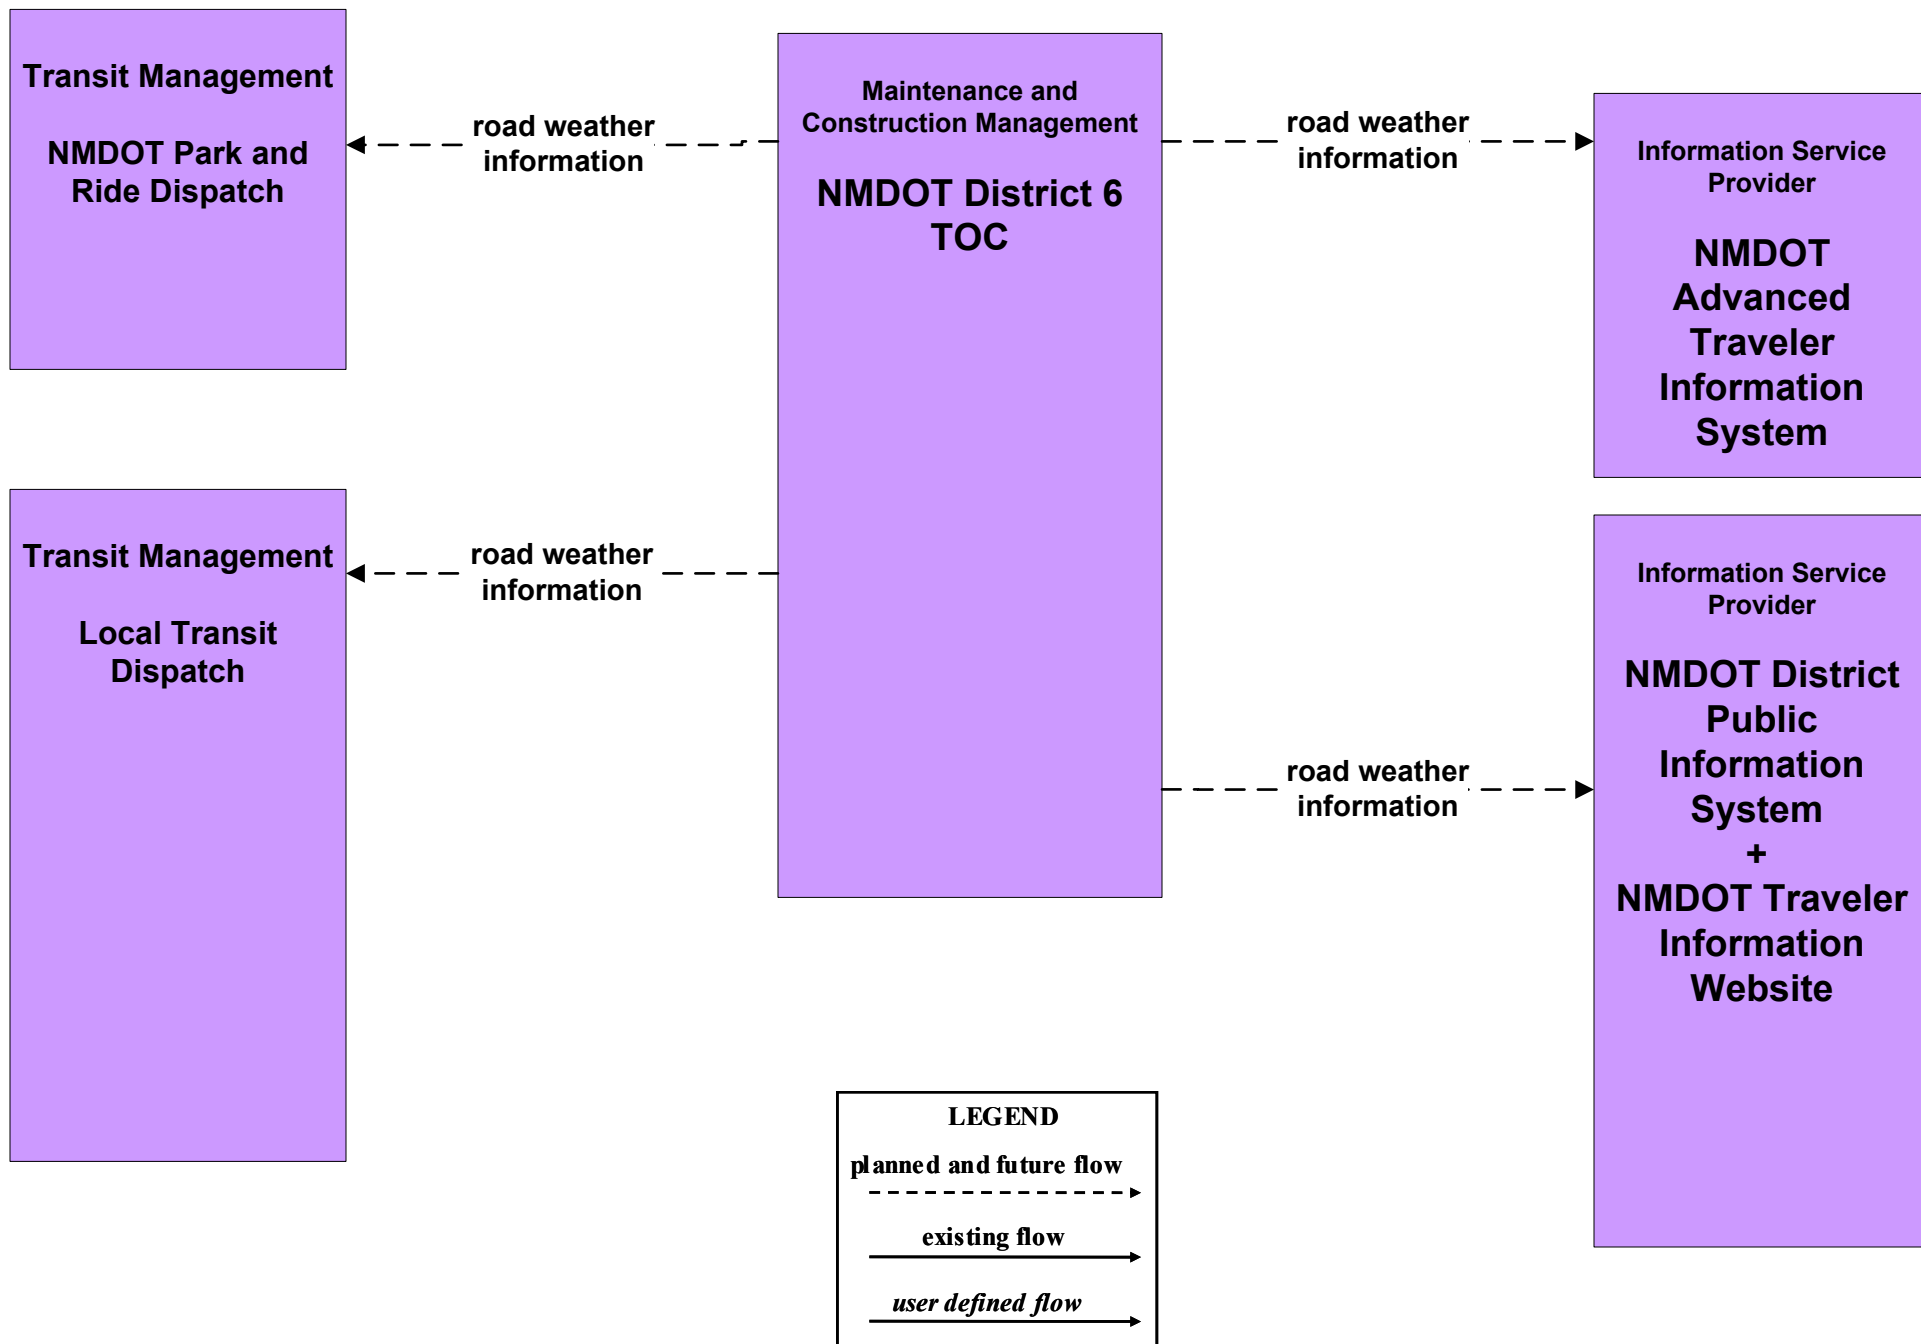 Transit Management
NMDOT Park and
Ride Dispatch
road weather
information
Maintenance and
Construction Management
NMDOT District 6
TOC
road weather
information
Information Service
Provider
NMDOT
Advanced
Traveler
Information
System
Transit Management
Local Transit
Dispatch
road weather
information
road weather
information
Information Service
Provider
NMDOT District
Public
Information
System
+
NMDOT Traveler
Information
Website
LEGEND
planned and future flow
existing flow
user defined flow